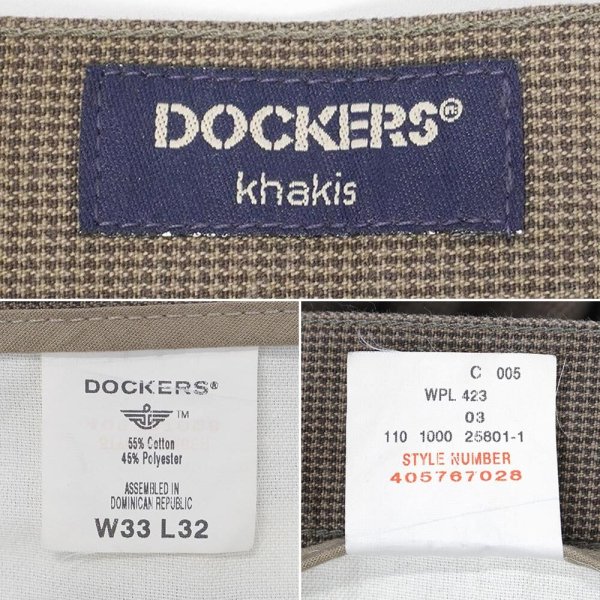 DOCKERS®
khakis
DOCKERS®
TM
55% Cotton
45% Polyester
ASSEMBLED IN
DOMINICAN REPUBLIC
W33 L32
C 005
WPL 423
03
110 1000 25801-1
STYLE NUMBER
405767028